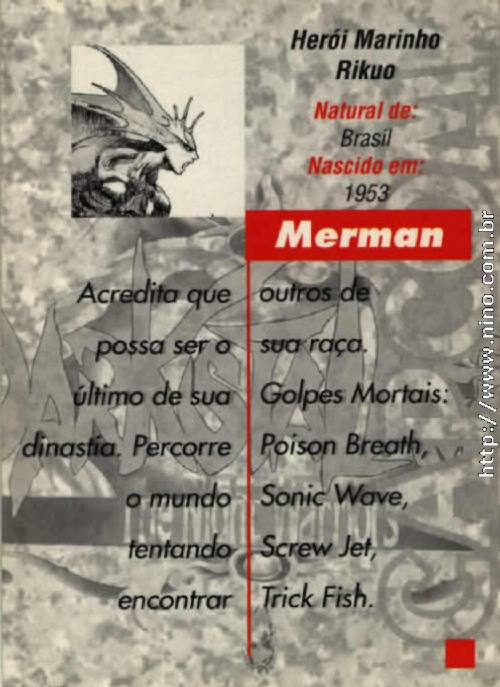 Herói Marinho
Rikuo
Natural de:
Brasil
Nascido em:
1953
Merman
Acredita que
possa ser o
último de sua
dinastia. Percorre
o mundo
tentando
encontrar
outros de
sua raça.
Golpes Mortais:
Poison Breath,
Sonic Wave,
Screw Jet,
Trick Fish.
CAPCOM
http://www.nino.com.br